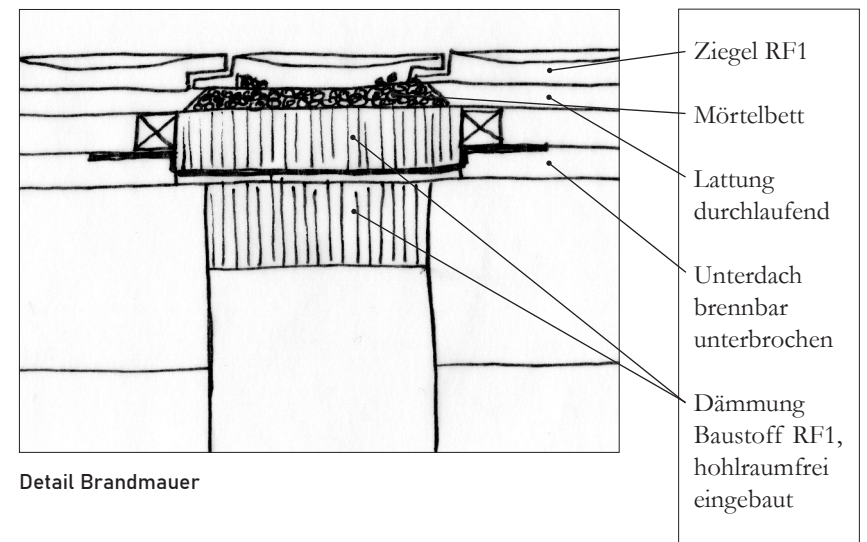 Ziegel RF1
Mörtelbett
Lattung
durchlaufend
Unterdach
brennbar
unterbrochen
Dämmung
Baustoff RF1,
hohlraumfrei
eingebaut
Detail Brandmauer